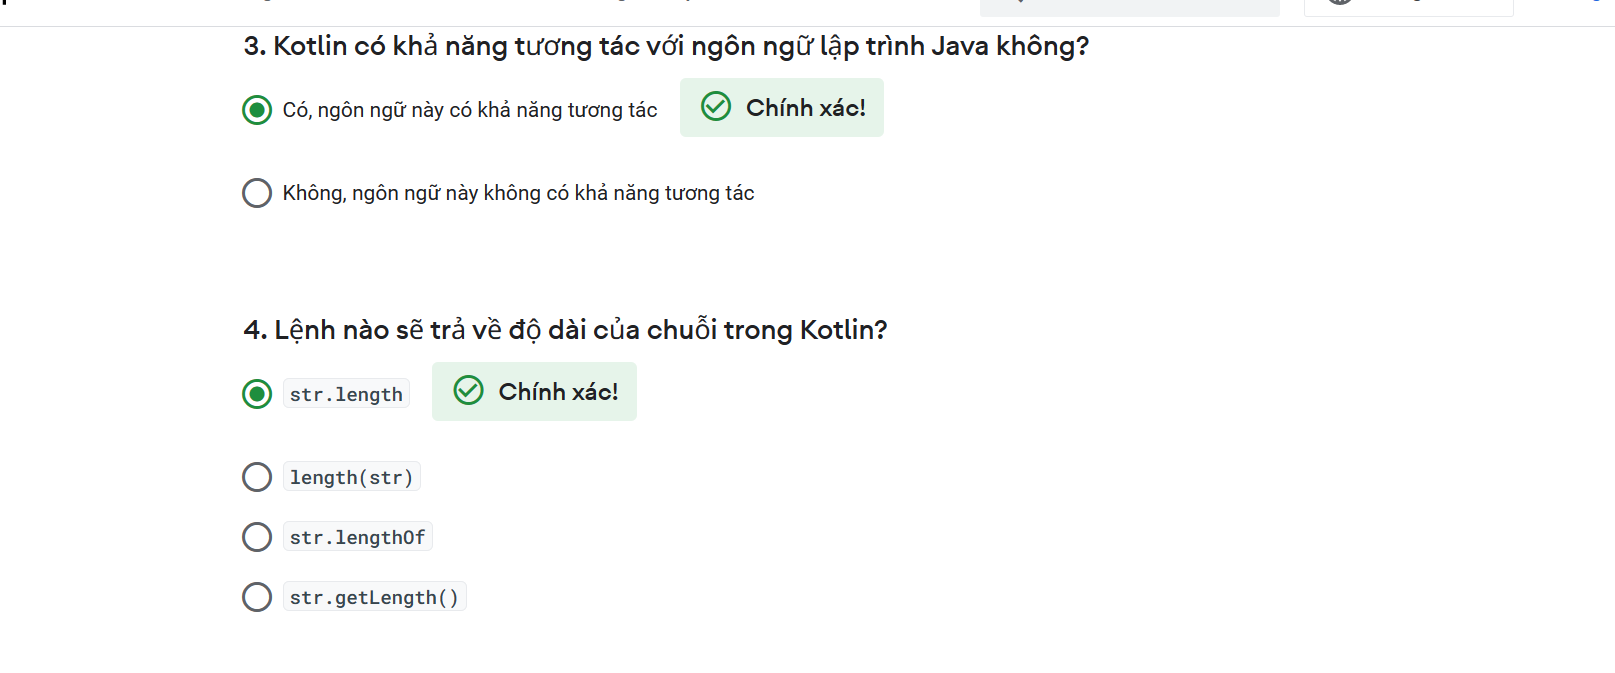 3. Kotlin có khả năng tương tác với ngôn ngữ lập trình Java không?
Có, ngôn ngữ này có khả năng tương tác
Chính xác!
Không, ngôn ngữ này không có khả năng tương tác
4. Lệnh nào sẽ trả về độ dài của chuỗi trong Kotlin?
str.length
Chính xác!
length(str)
str.lengthOf
str.getLength()